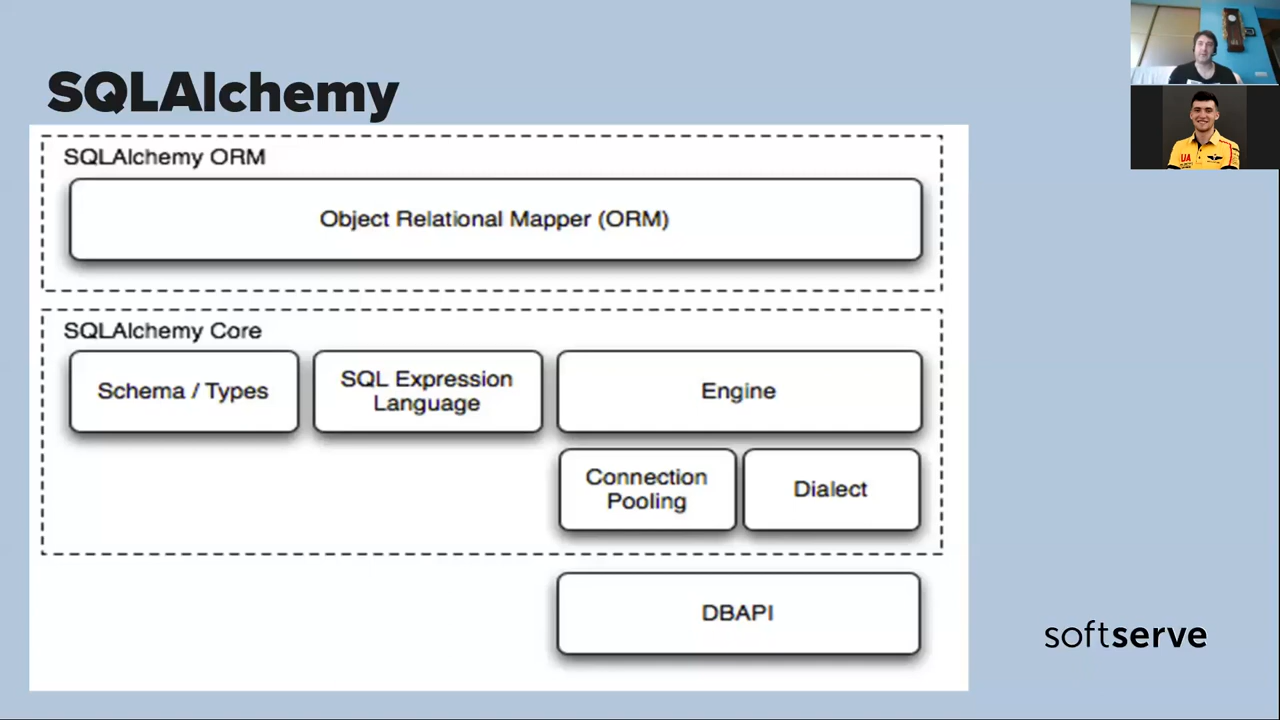 SQLAlchemy
SQLAlchemy ORM
Object Relational Mapper (ORM)
SQLAlchemy Core
Schema / Types
SQL Expression
Language
Engine
Connection
Pooling
Dialect
DBAPI
softserve
UA